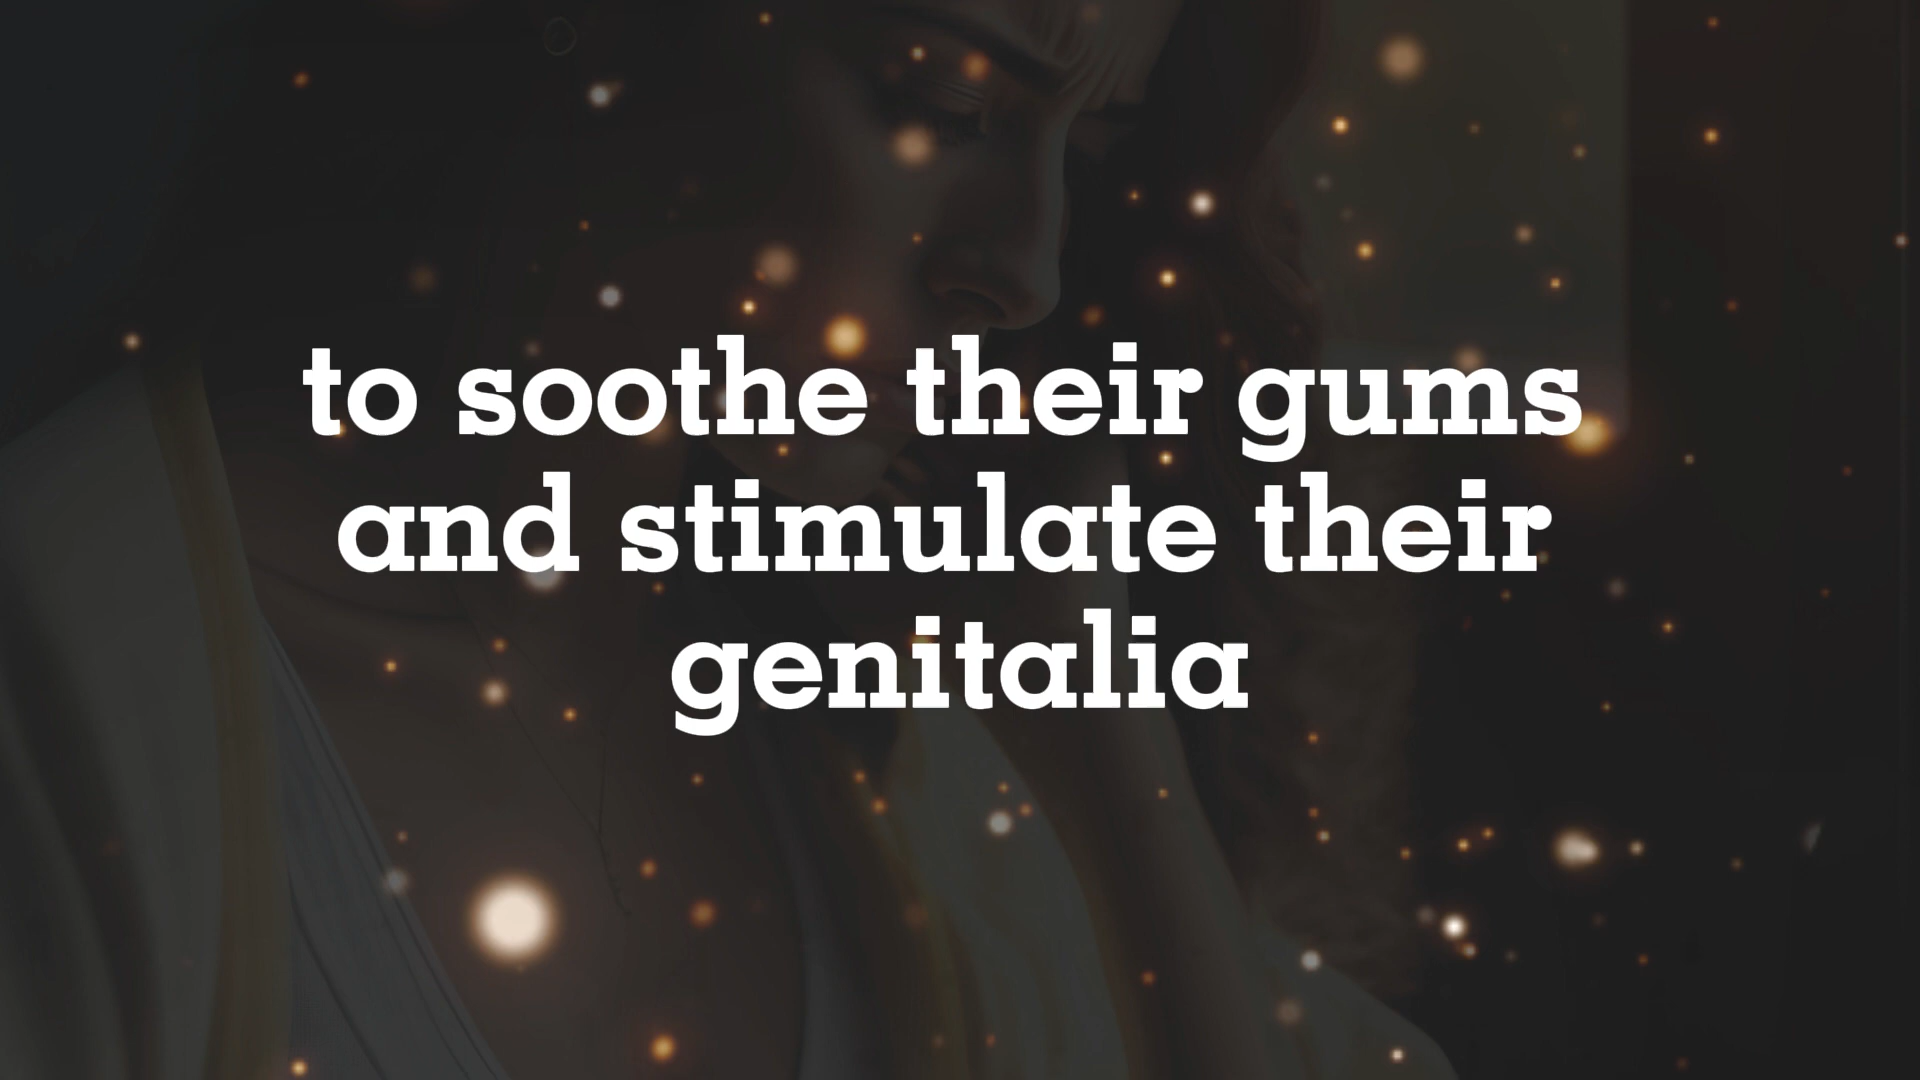 to soothe their gums
and stimulate their
genitalia